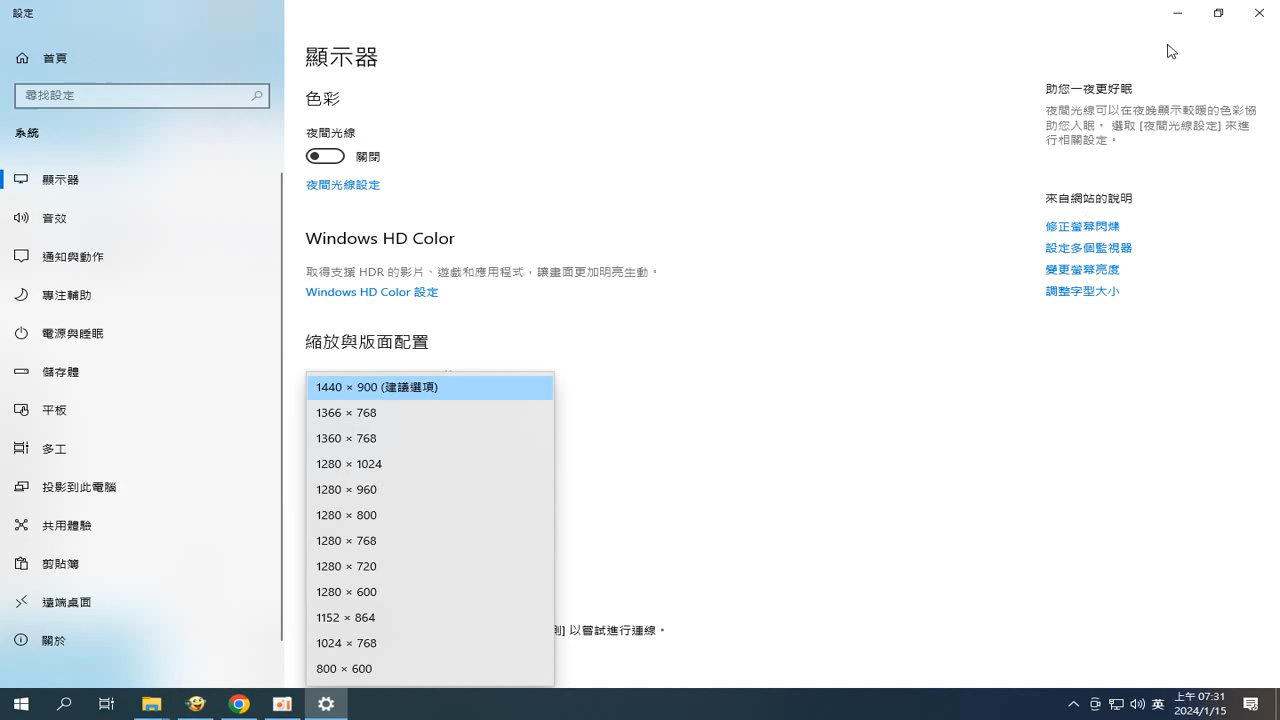 設定
首頁
尋找設定
系統
顯示器
音效
通知與動作
專注輔助
電源與睡眠
儲存體
平板
多工
投影到此電腦
共用體驗
剪貼簿
遠端桌面
關於
顯示器
色彩
夜間光線
關閉
夜間光線設定
Windows HD Color
取得支援 HDR 的影片、遊戲和應用程式，讓畫面更加明亮生動。
Windows HD Color 設定
縮放與版面配置
1440 × 900 (建議選項)
1366 × 768
1360 × 768
1280 × 1024
1280 × 960
1280 × 800
1280 × 768
1280 × 720
1280 × 600
1152 × 864
1024 × 768
800 × 600
] 以嘗試進行連線。
助您一夜更好眠
夜間光線可以在夜晚顯示較暖的色彩協
助您入眠。 選取 [夜間光線設定] 來進
行相關設定。
來自網站的說明
修正螢幕閃爍
設定多個監視器
變更螢幕亮度
調整字型大小
英
上午 07:31
2024/1/15